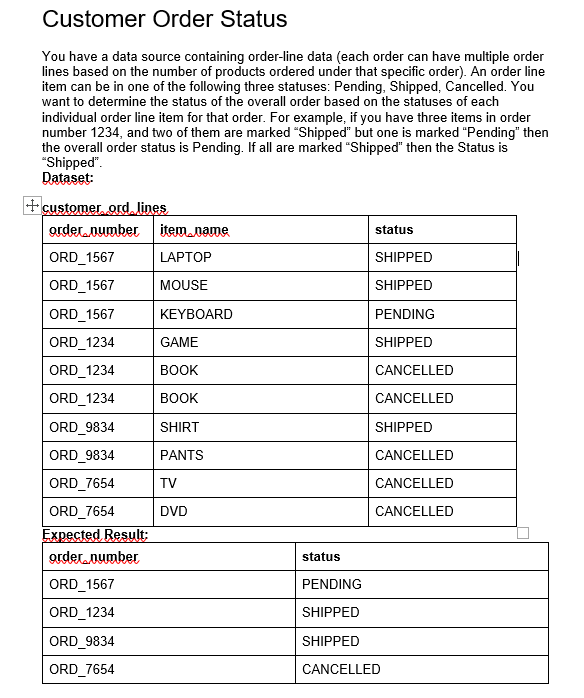 Customer Order Status
You have a data source containing order-line data (each order can have multiple order
lines based on the number of products ordered under that specific order). An order line
item can be in one of the following three statuses: Pending, Shipped, Cancelled. You
want to determine the status of the overall order based on the statuses of each
individual order line item for that order. For example, if you have three items in order
number 1234, and two of them are marked “Shipped” but one is marked “Pending” then
the overall order status is Pending. If all are marked “Shipped” then the Status is
“Shipped”.
Dataset:
customer_ord_lines
order_number item_name status
ORD_1567 LAPTOP SHIPPED
ORD_1567 MOUSE SHIPPED
ORD_1567 KEYBOARD PENDING
ORD_1234 GAME SHIPPED
ORD_1234 BOOK CANCELLED
ORD_1234 BOOK CANCELLED
ORD_9834 SHIRT SHIPPED
ORD_9834 PANTS CANCELLED
ORD_7654 TV CANCELLED
ORD_7654 DVD CANCELLED
Expected Result:
order_number status
ORD_1567 PENDING
ORD_1234 SHIPPED
ORD_9834 SHIPPED
ORD_7654 CANCELLED